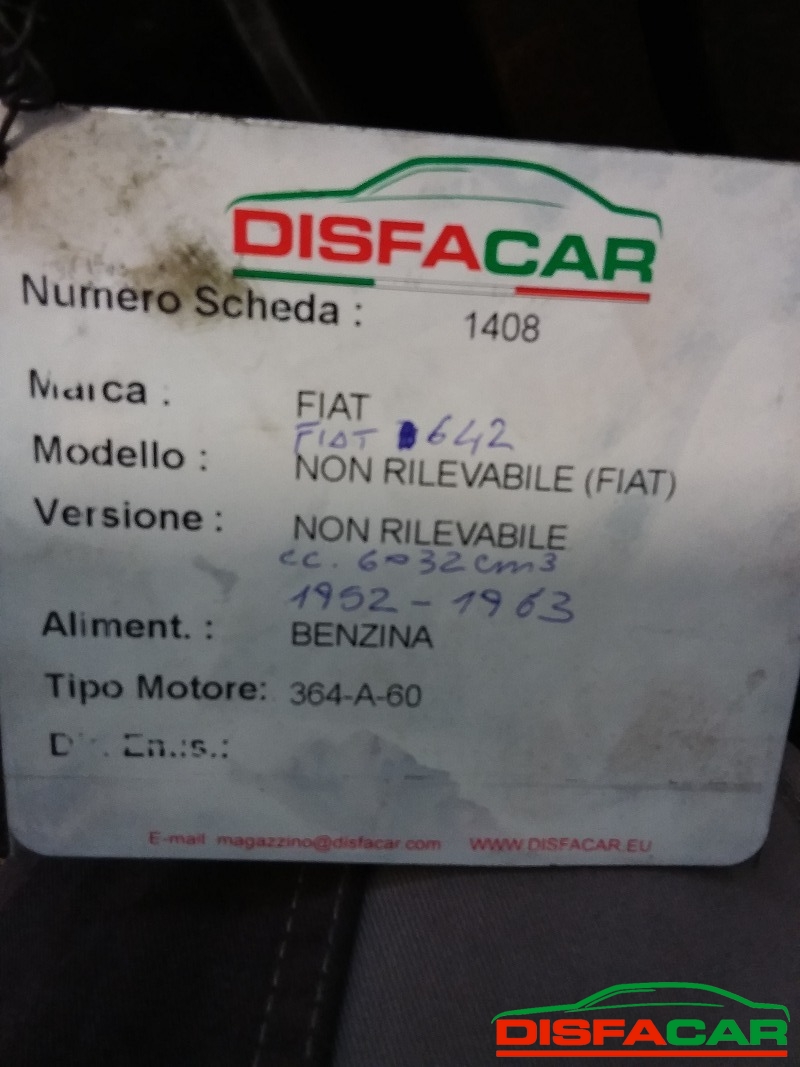 DISFACAR
Numero Scheda : 1408
Marca : FIAT
FIAT 642
Modello : NON RILEVABILE (FIAT)
Versione : NON RILEVABILE
cc. 6032 cm3
1952 - 1963
Aliment. : BENZINA
Tipo Motore: 364-A-60
E-mail magazzino@disfacar.com WWW.DISFACAR.EU
DISFACAR